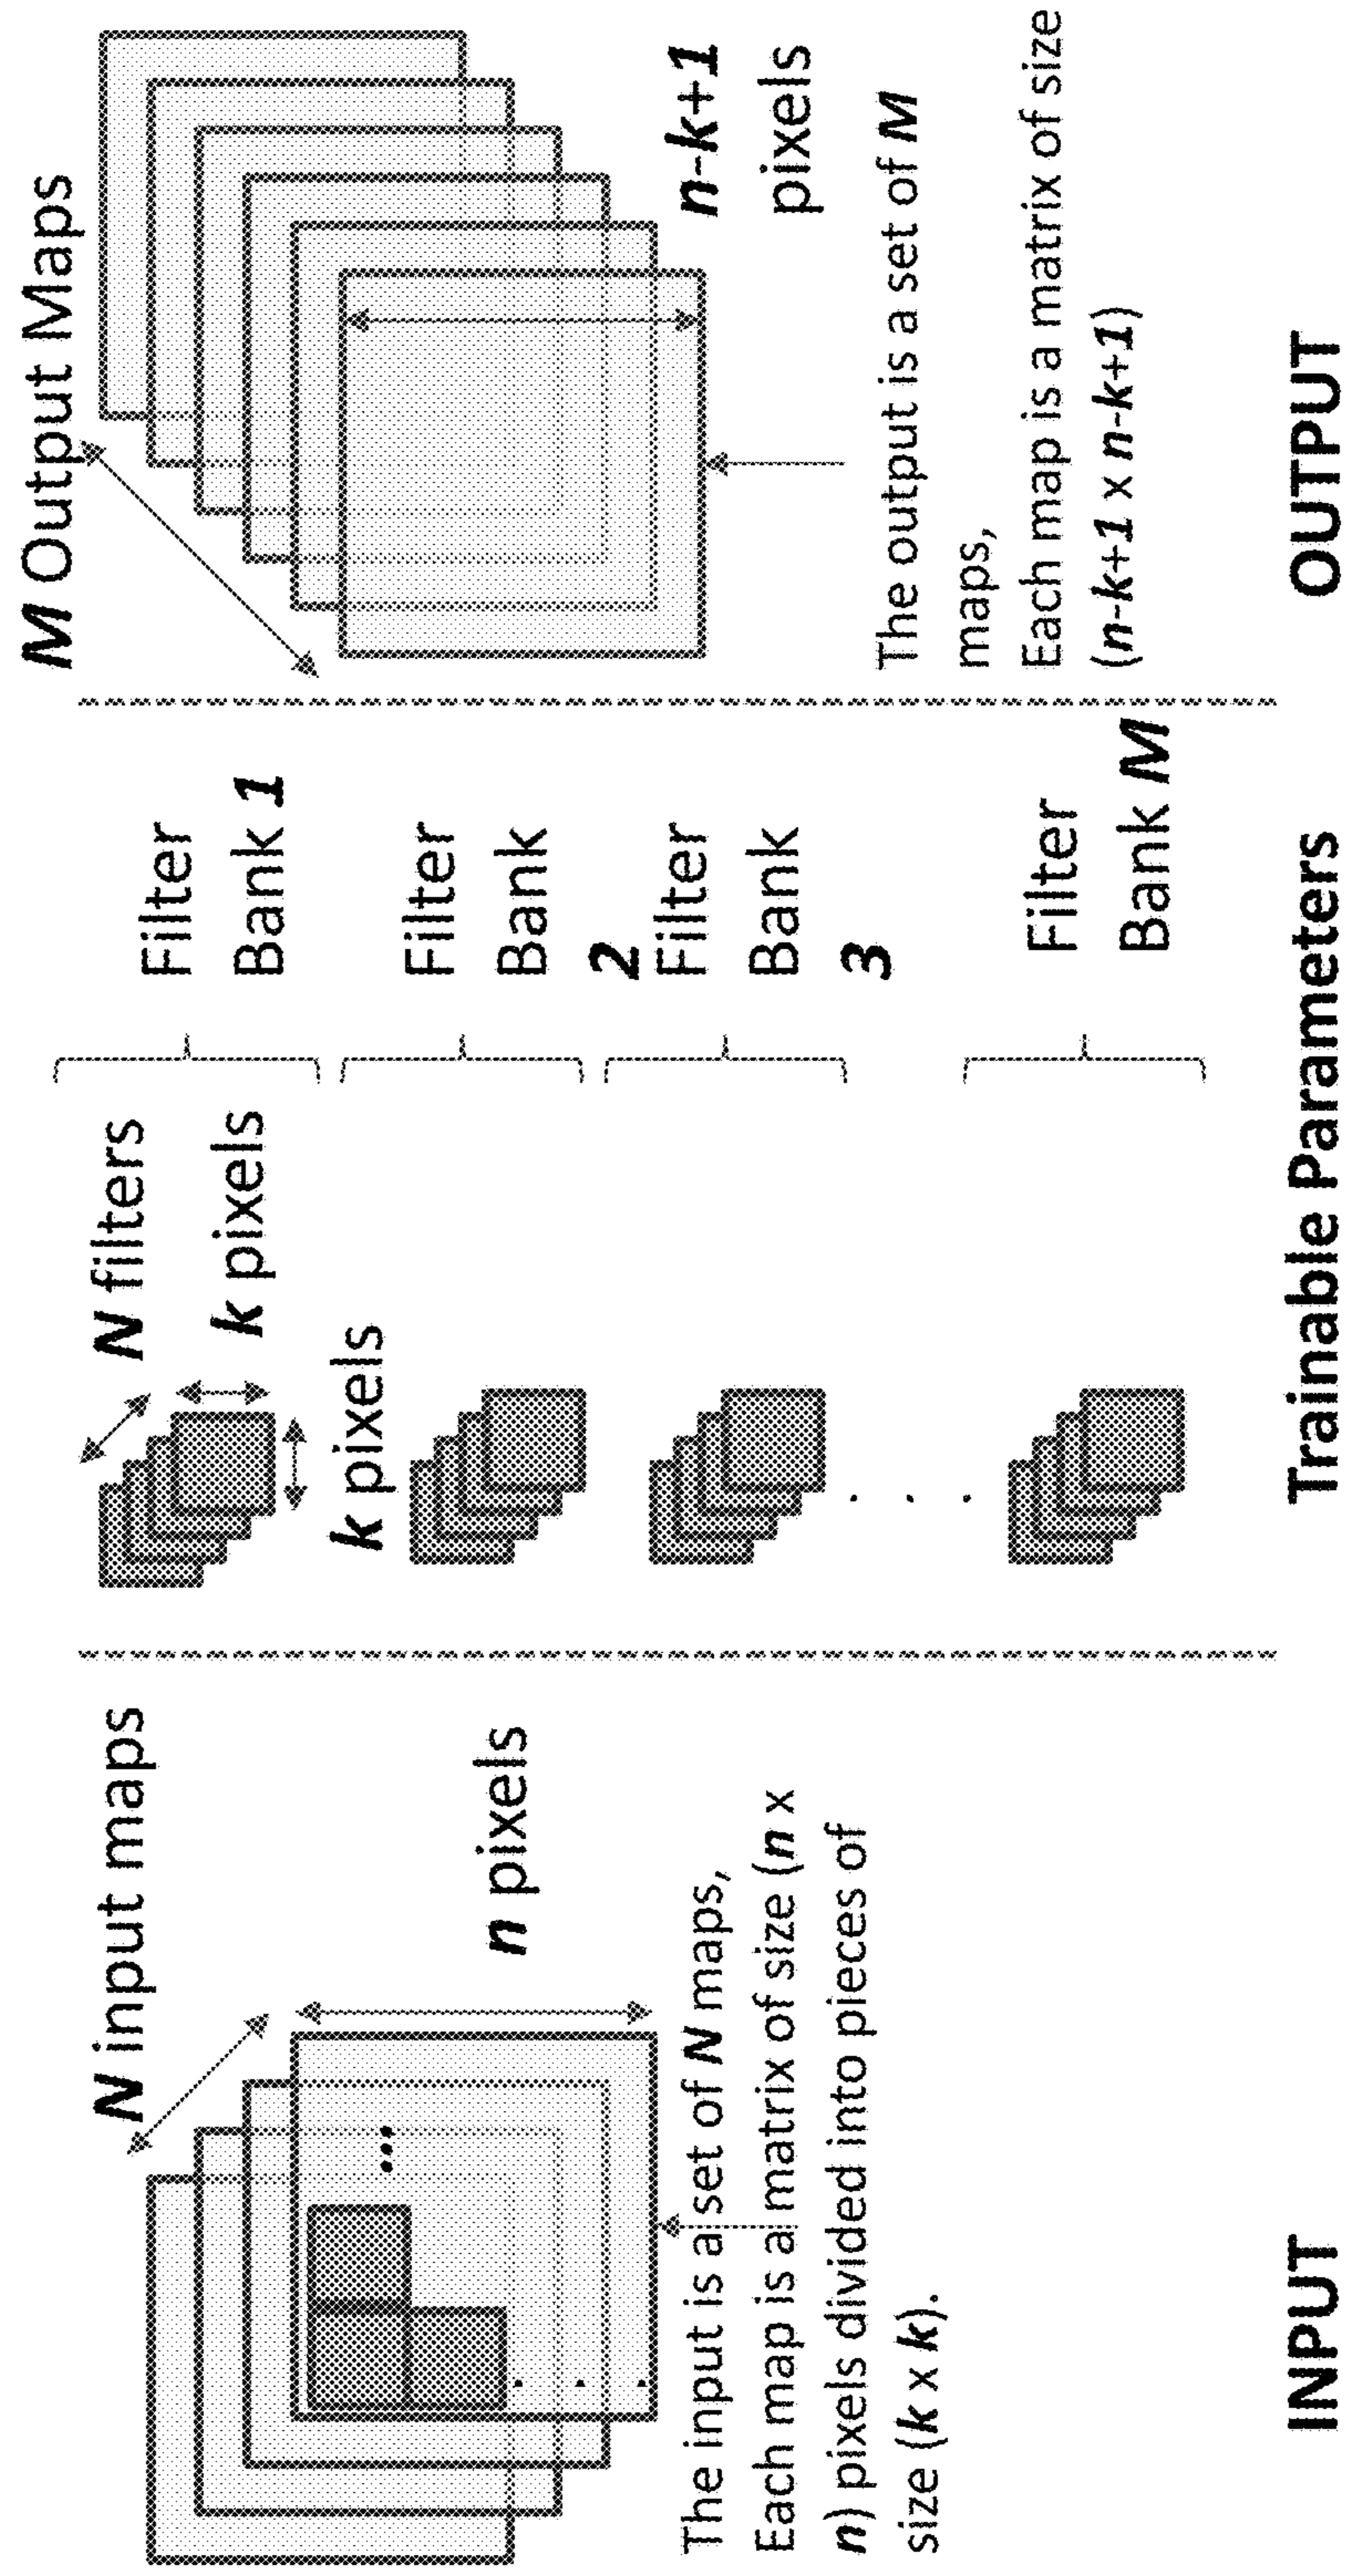 N input maps
n pixels
The input is a set of N maps,
Each map is a matrix of size (n x
n) pixels divided into pieces of
size (k x k).
INPUT
N filters
k pixels
k pixels
Filter
Bank 1
Filter
Bank
2
Filter
Bank
3
Filter
Bank M
Trainable Parameters
M Output Maps
n-k+1
pixels
The output is a set of M
maps,
Each map is a matrix of size
(n-k+1 x n-k+1)
OUTPUT